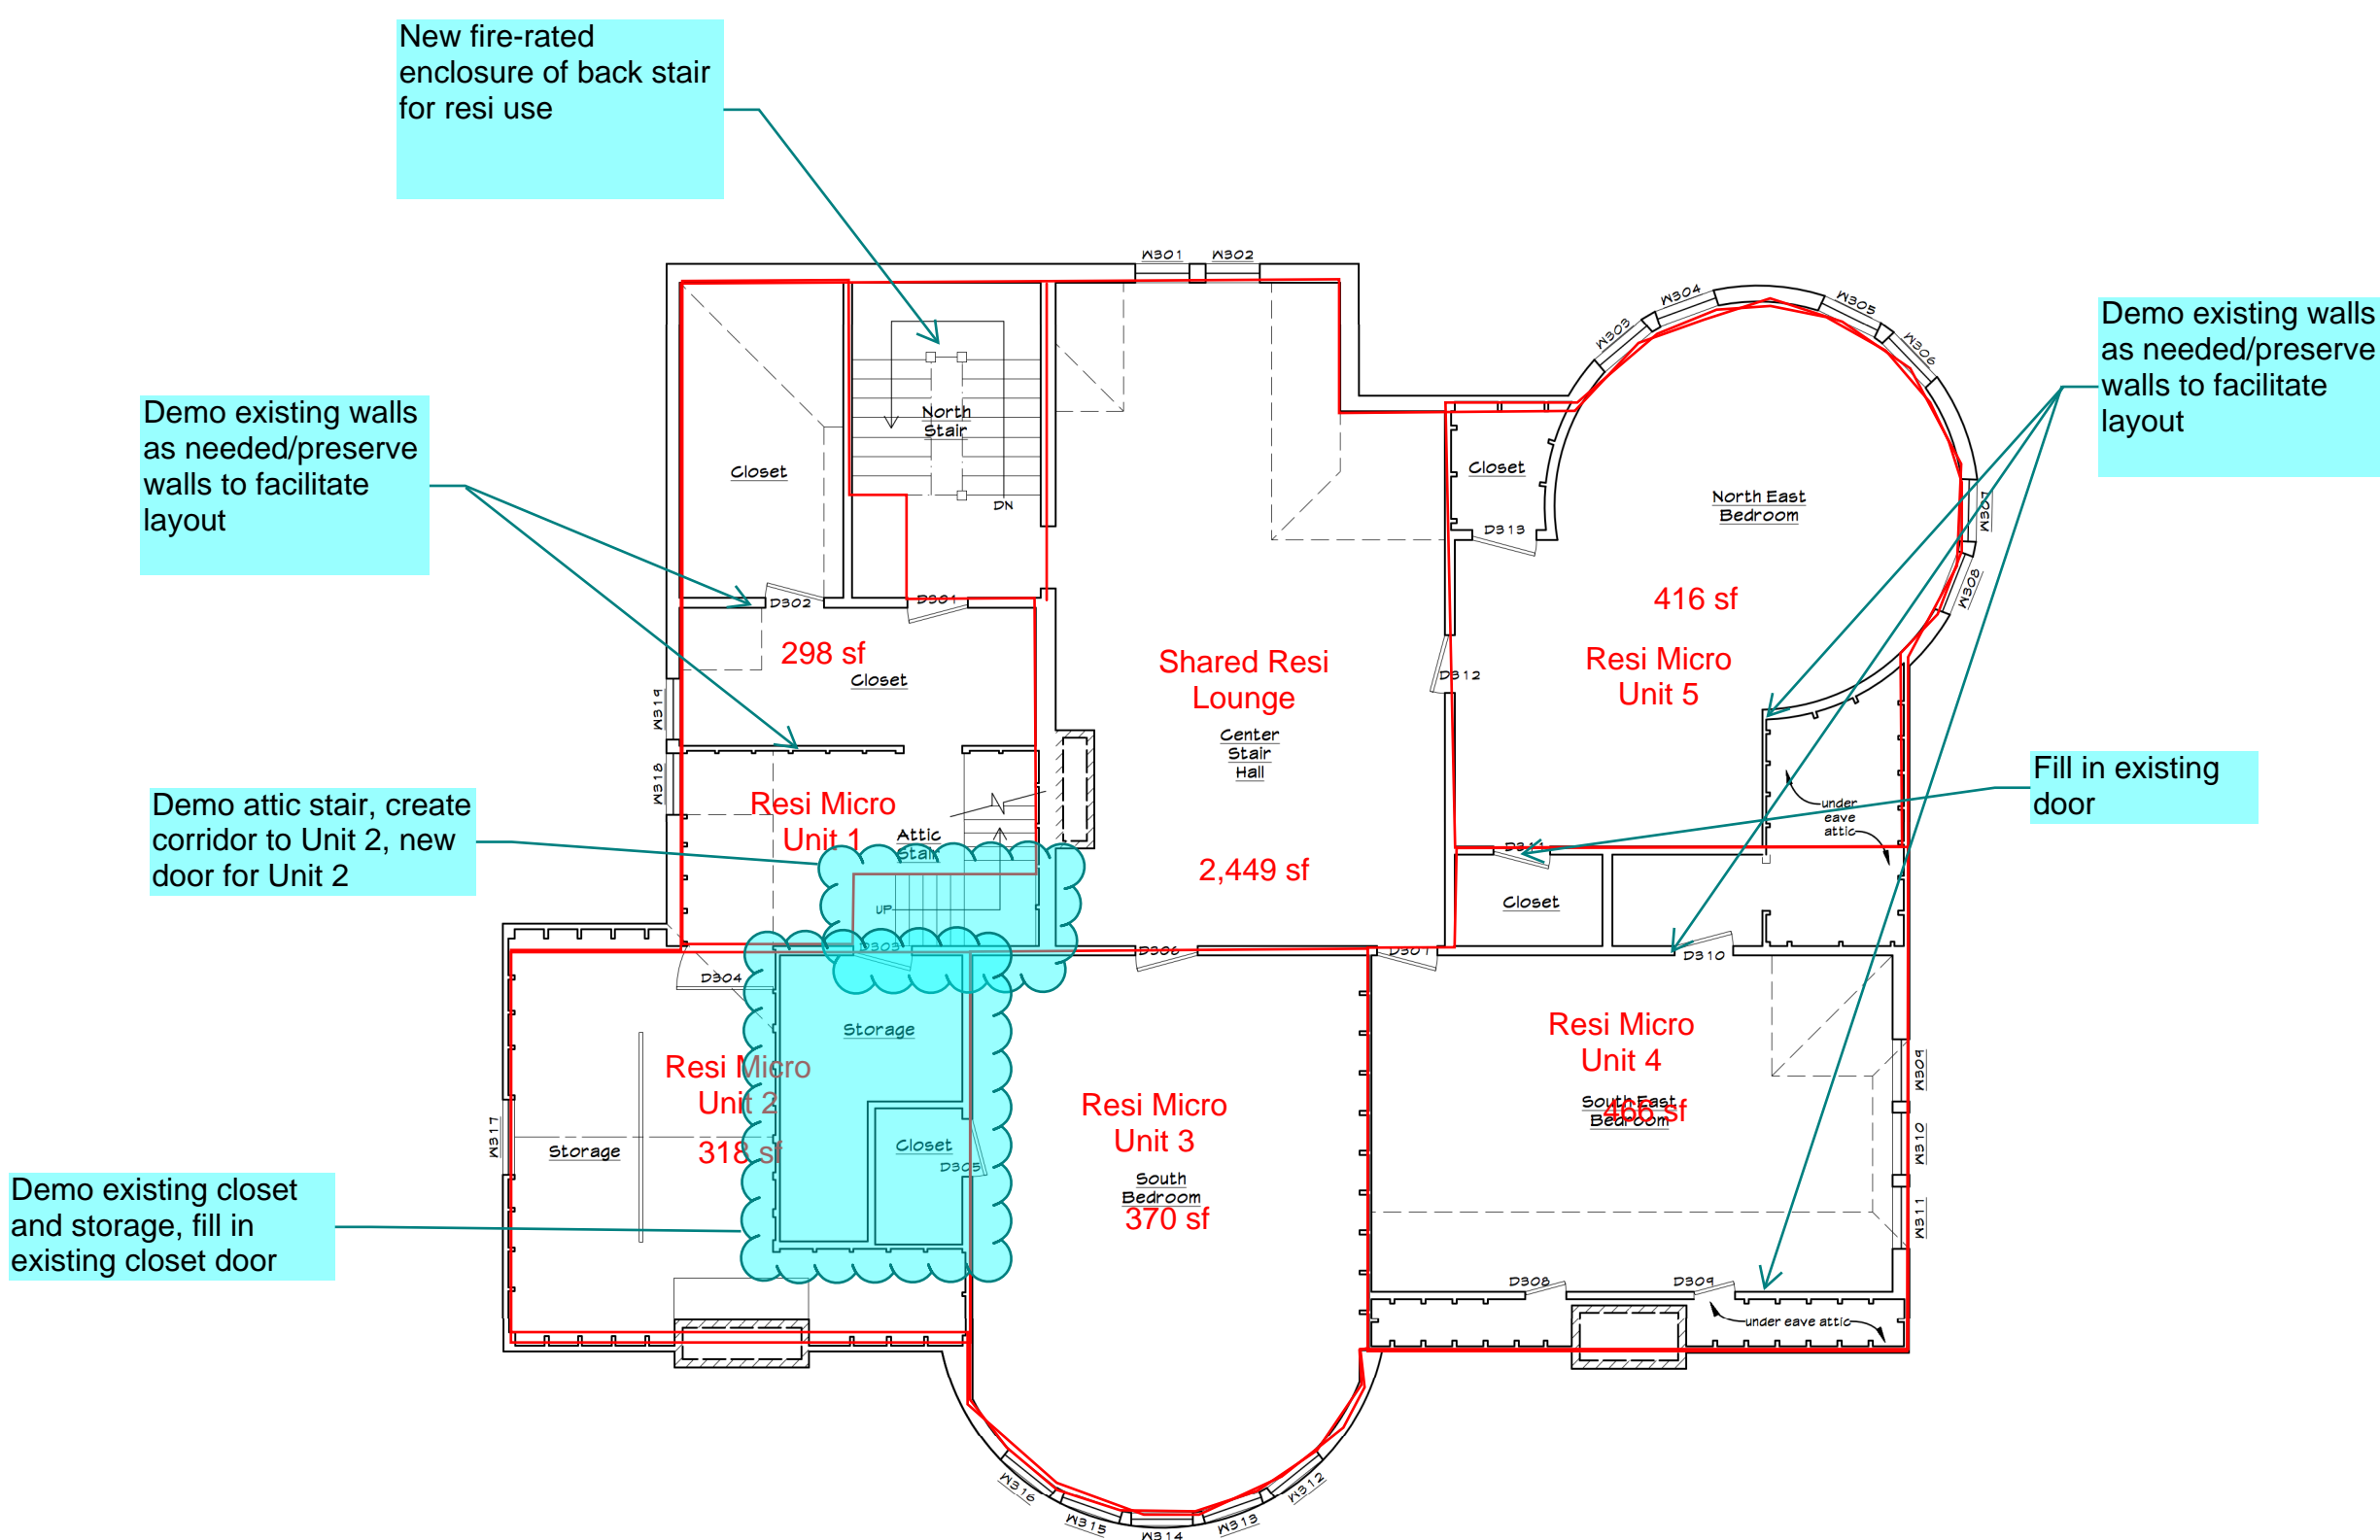 New fire-rated
enclosure of back stair
for resi use
W301
W302
W303
W304
W305
W306
W307
W308
Demo existing walls
as needed/preserve
walls to facilitate
layout
Demo existing walls
as needed/preserve
walls to facilitate
layout
North
Stair
DN
Closet
Closet
D313
North East
Bedroom
D302
D301
298 sf
Closet
416 sf
Resi Micro
Unit 5
Shared Resi
Lounge
D312
Center
Stair
Hall
W319
W318
Resi Micro
Unit 1
Attic
Stair
Demo attic stair, create
corridor to Unit 2, new
door for Unit 2
UP
2,449 sf
under
eave
attic
Fill in existing
door
D311
Closet
D303
D306
D307
D310
D304
Storage
Resi Micro
Unit 2
318 sf
Storage
Closet
D305
W317
Resi Micro
Unit 3
South
Bedroom
370 sf
Resi Micro
Unit 4
South East
Bedroom
466 sf
W309
W310
W311
Demo existing closet
and storage, fill in
existing closet door
D308
D309
under eave attic
W316
W315
W314
W313
W312